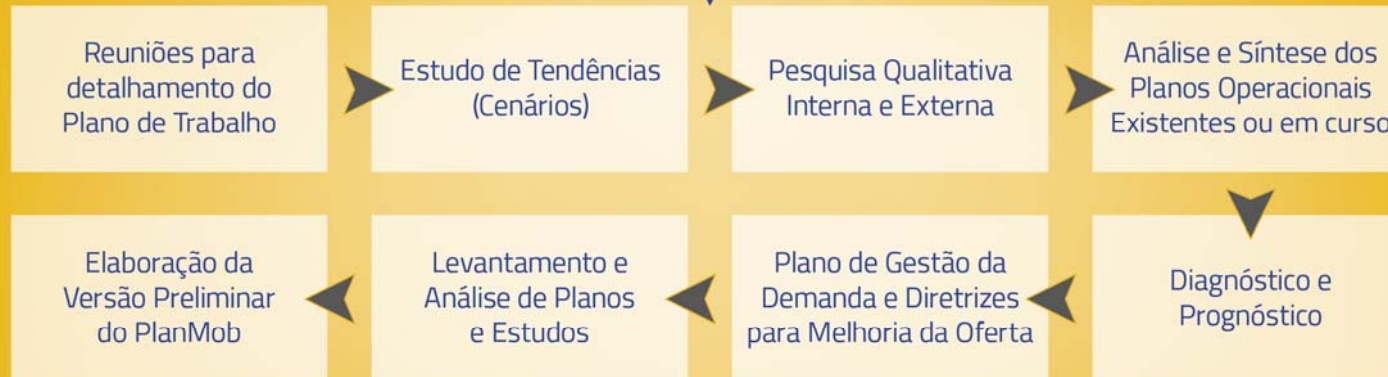 Reuniões para
detalhamento do
Plano de Trabalho
Estudo de Tendências
(Cenários)
Pesquisa Qualitativa
Interna e Externa
Análise e Síntese dos
Planos Operacionais
Existentes ou em curso
Diagnóstico e
Prognóstico
Plano de Gestão da
Demanda e Diretrizes
para Melhoria da Oferta
Levantamento e
Análise de Planos
e Estudos
Elaboração da
Versão Preliminar
do PlanMob